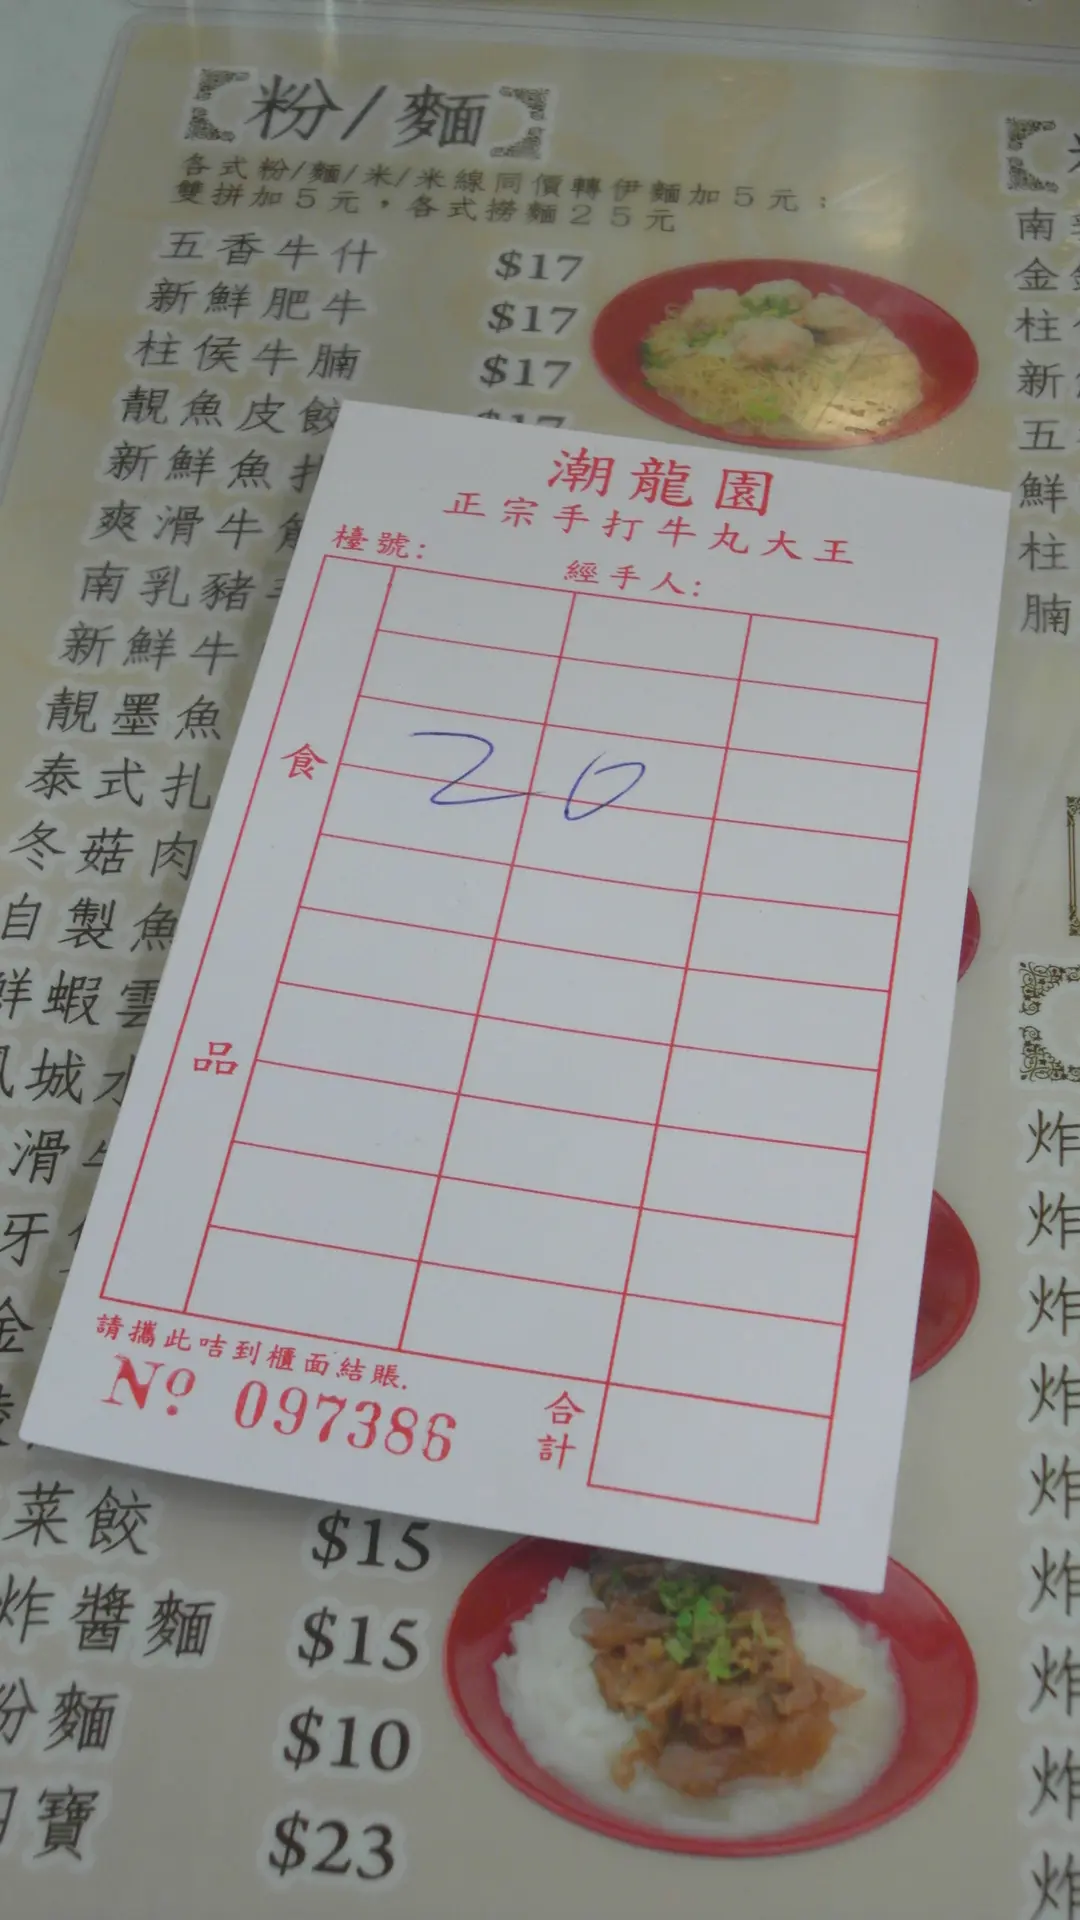 【粉/麵】
各式粉/麵/米/米線同價轉伊麵加5元;
雙拼加5元,各式撈麵25元
五香牛什 $17
新鮮肥牛 $17
柱侯牛腩 $17
靚魚皮餃 $17
新鮮魚
爽滑牛
南乳豬
新鮮牛
靚墨魚
泰式扎
冬菇肉
自製魚
鮮蝦雲
城水
滑牛
牙
金
菜餃 $15
炸醬麵 $15
粉麵 $10
寶 $23
潮龍園
正宗手打牛丸大王
檯號:
經手人:
食品
20
請攜此咭到櫃面結賬.
No 097386
合計
南
金
柱
新
五
鮮
柱
腩
炸
炸
炸
炸
炸
炸
炸
炸
炸